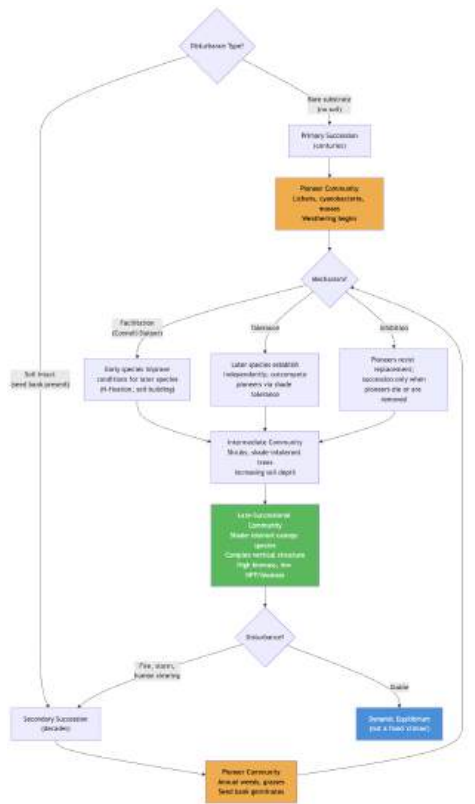 Disturbance Type?
Bare substrate
(no soil)
Primary Succession
(centuries)
Pioneer Community
Lichens, cyanobacteria,
mosses
Weathering begins
Mechanism?
Facilitation
(Connell-Slatyer)
Tolerance
Inhibition
Soil intact
(seed bank present)
Early species improve
conditions for later species
(N-fixation, soil building)
Later species establish
independently; outcompete
pioneers via shade
tolerance
Pioneers resist
replacement;
succession only when
pioneers die or are
removed
Intermediate Community
Shrubs, shade-intolerant
trees
Increasing soil depth
Late-Successional
Community
Shade-tolerant canopy
species
Complex vertical structure
High biomass, low
NPP/biomass
Disturbance?
Fire, storm,
human clearing
Stable
Secondary Succession
(decades)
Dynamic Equilibrium
(not a fixed climax)
Pioneer Community
Annual weeds, grasses
Seed bank germinates